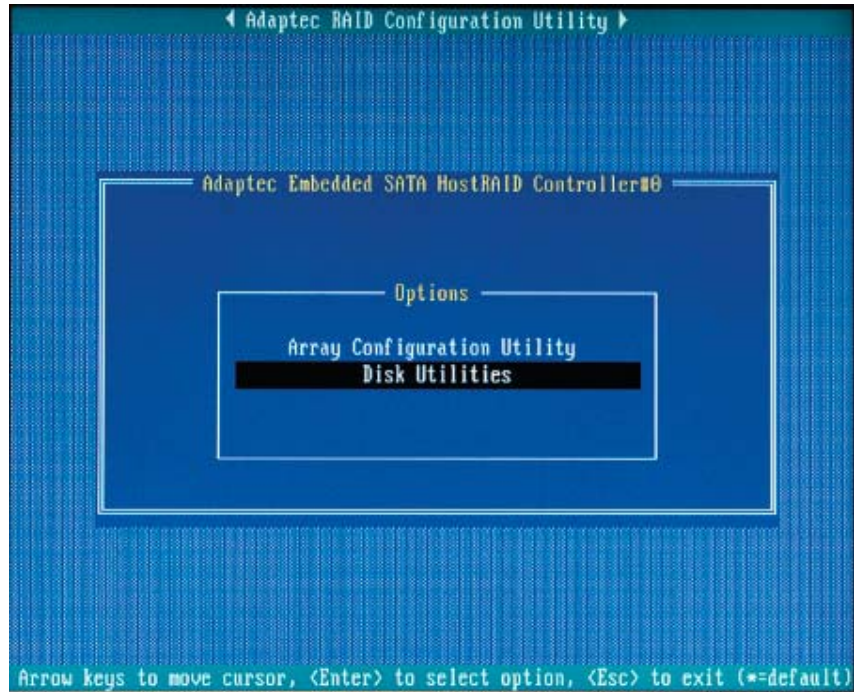 Adaptec RAID Configuration Utility
Adaptec Embedded SATA HostRAID Controller#0
Options
Array Configuration Utility
Disk Utilities
Arrow keys to move cursor, <Enter> to select option, <Esc> to exit (*=default)